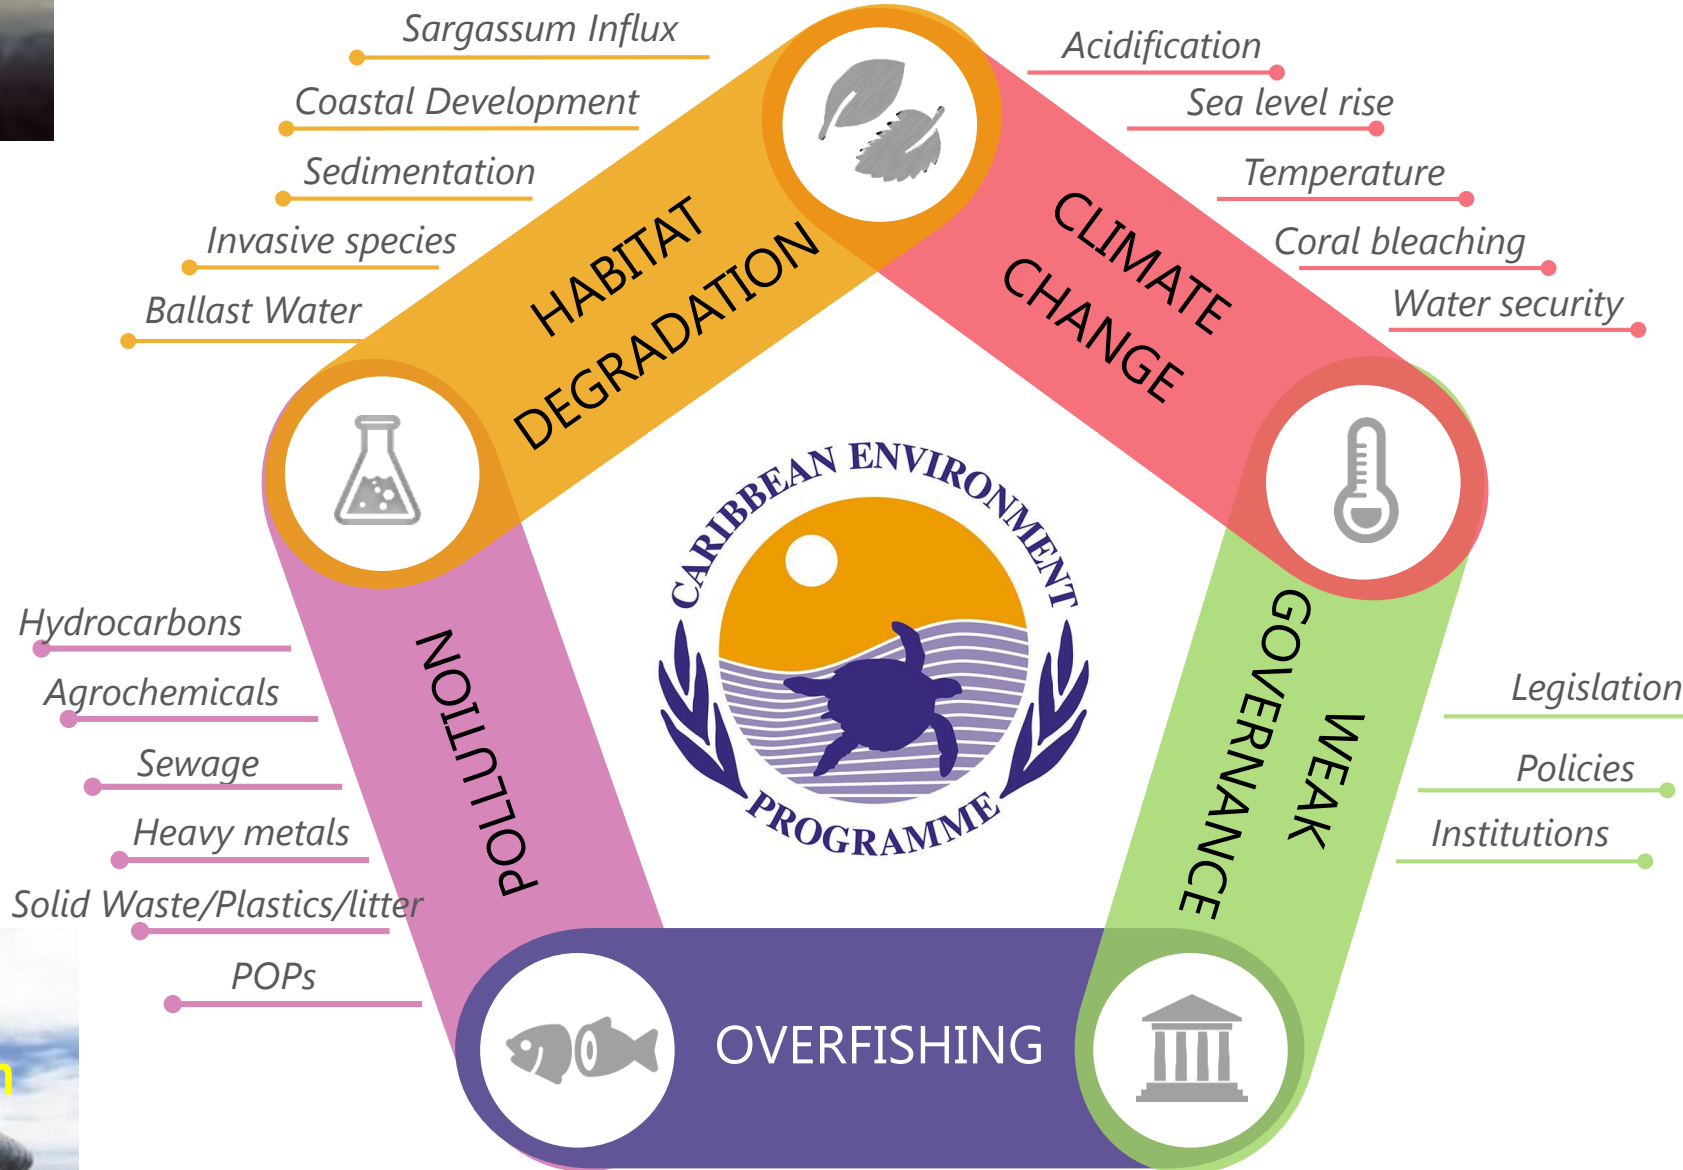 Sargassum Influx
Coastal Development
Sedimentation
Invasive species
Ballast Water
HABITAT
DEGRADATION
Acidification
Sea level rise
Temperature
Coral bleaching
Water security
CLIMATE
CHANGE
CARIBBEAN ENVIRONMENT
PROGRAMME
Hydrocarbons
Agrochemicals
Sewage
Heavy metals
Solid Waste/Plastics/litter
POPs
POLLUTION
Legislation
Policies
Institutions
WEAK
GOVERNANCE
OVERFISHING